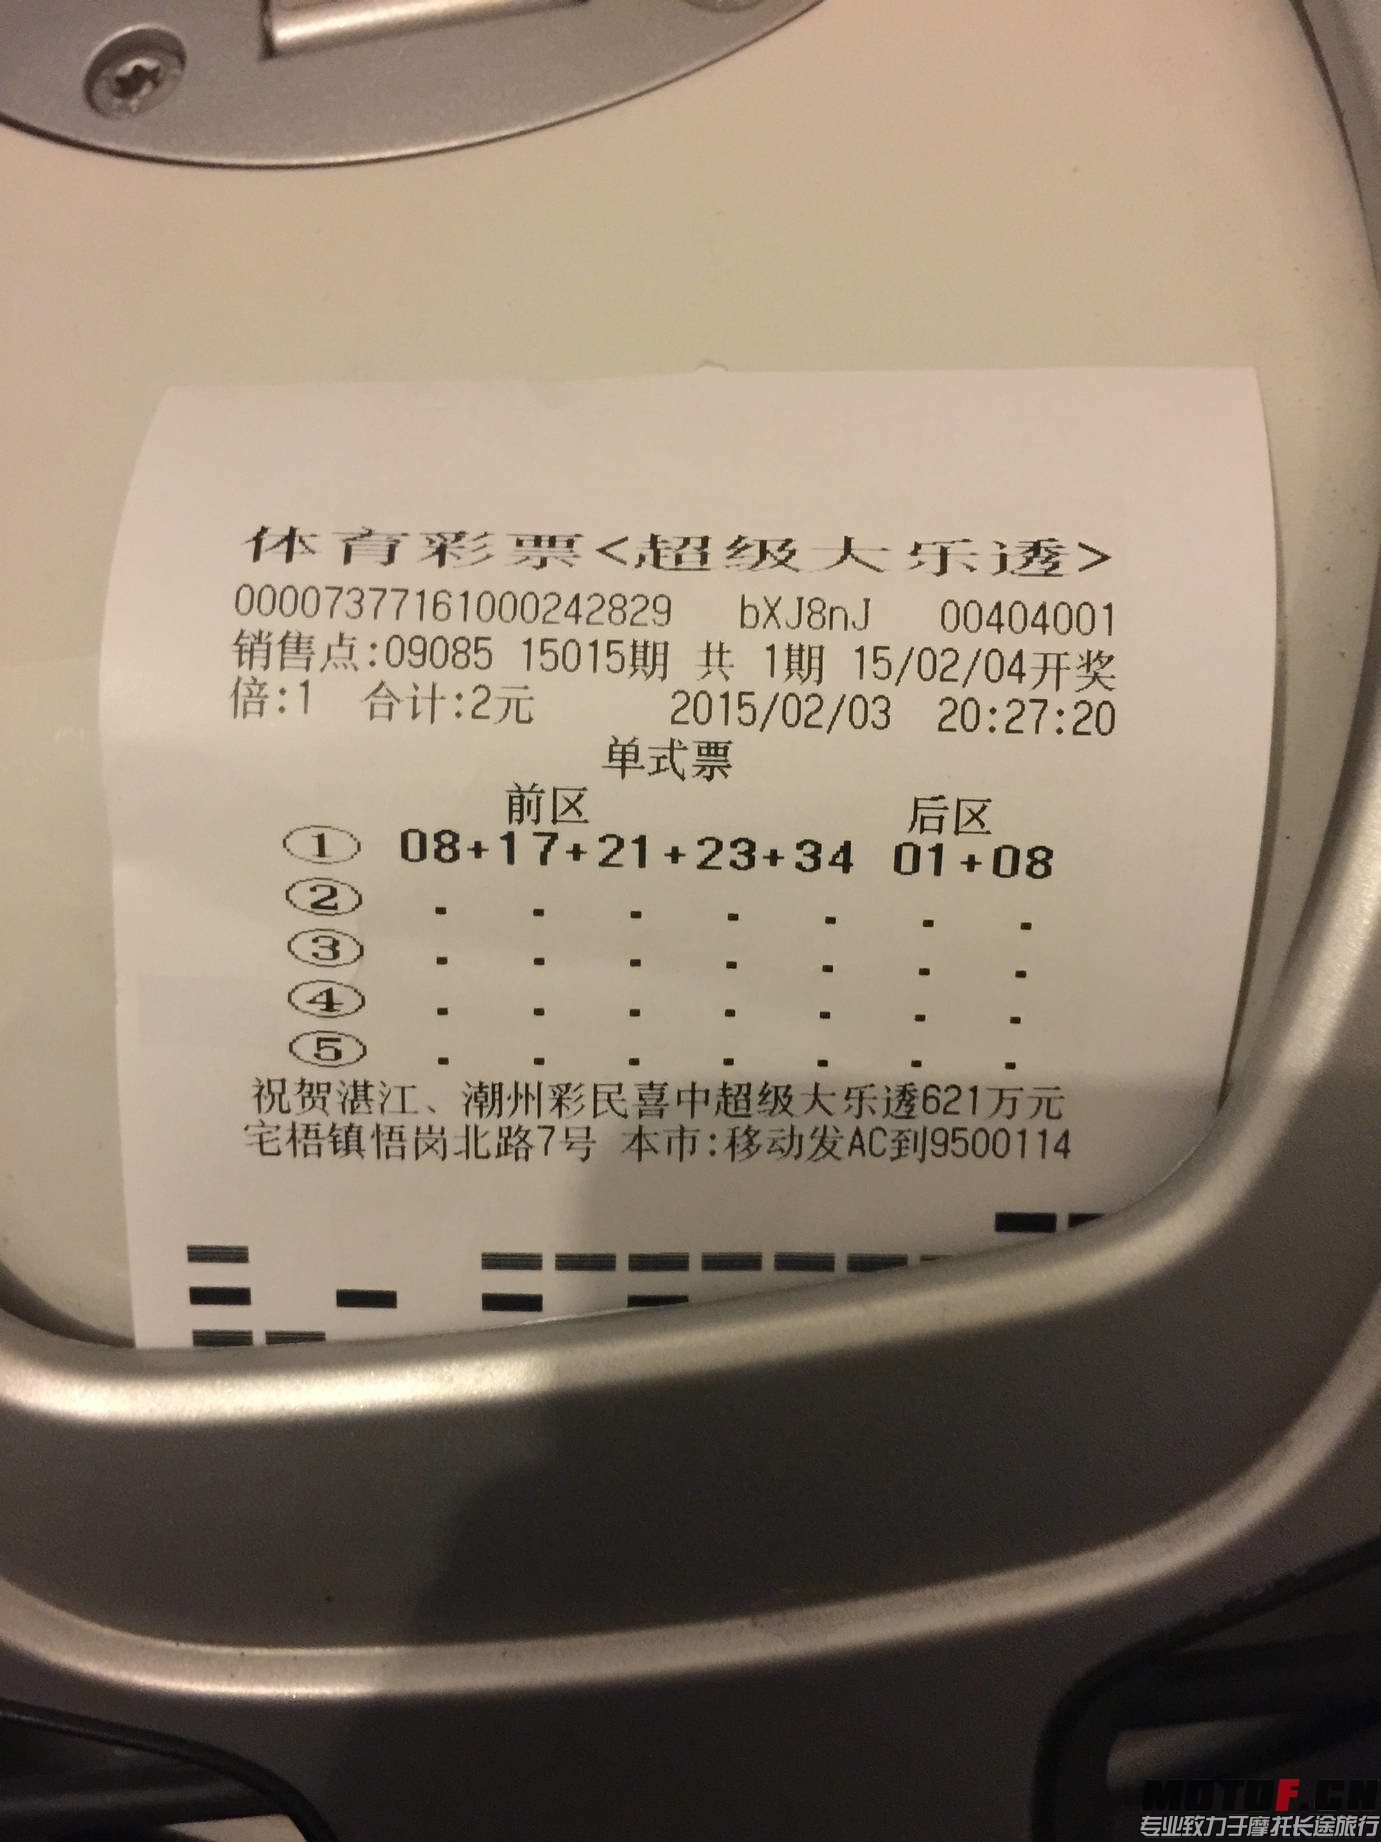 体育彩票<超级大乐透>
000073771610002428​29 bXJ8nJ 00404001
销售点:09085 15015期 共 1期 15/02/04开奖
倍:1 合计:2元 2015/02/03 20:27:20
单式票
前区 后区
① 08+17+21+23+34 01+08
②
③
④
⑤
祝贺湛江、潮州彩民喜中超级大乐透621万元
宅梧镇悟岗北路7号 本市:移动发AC到9500114
MOTOF.CN
专业致力于摩托长途旅行